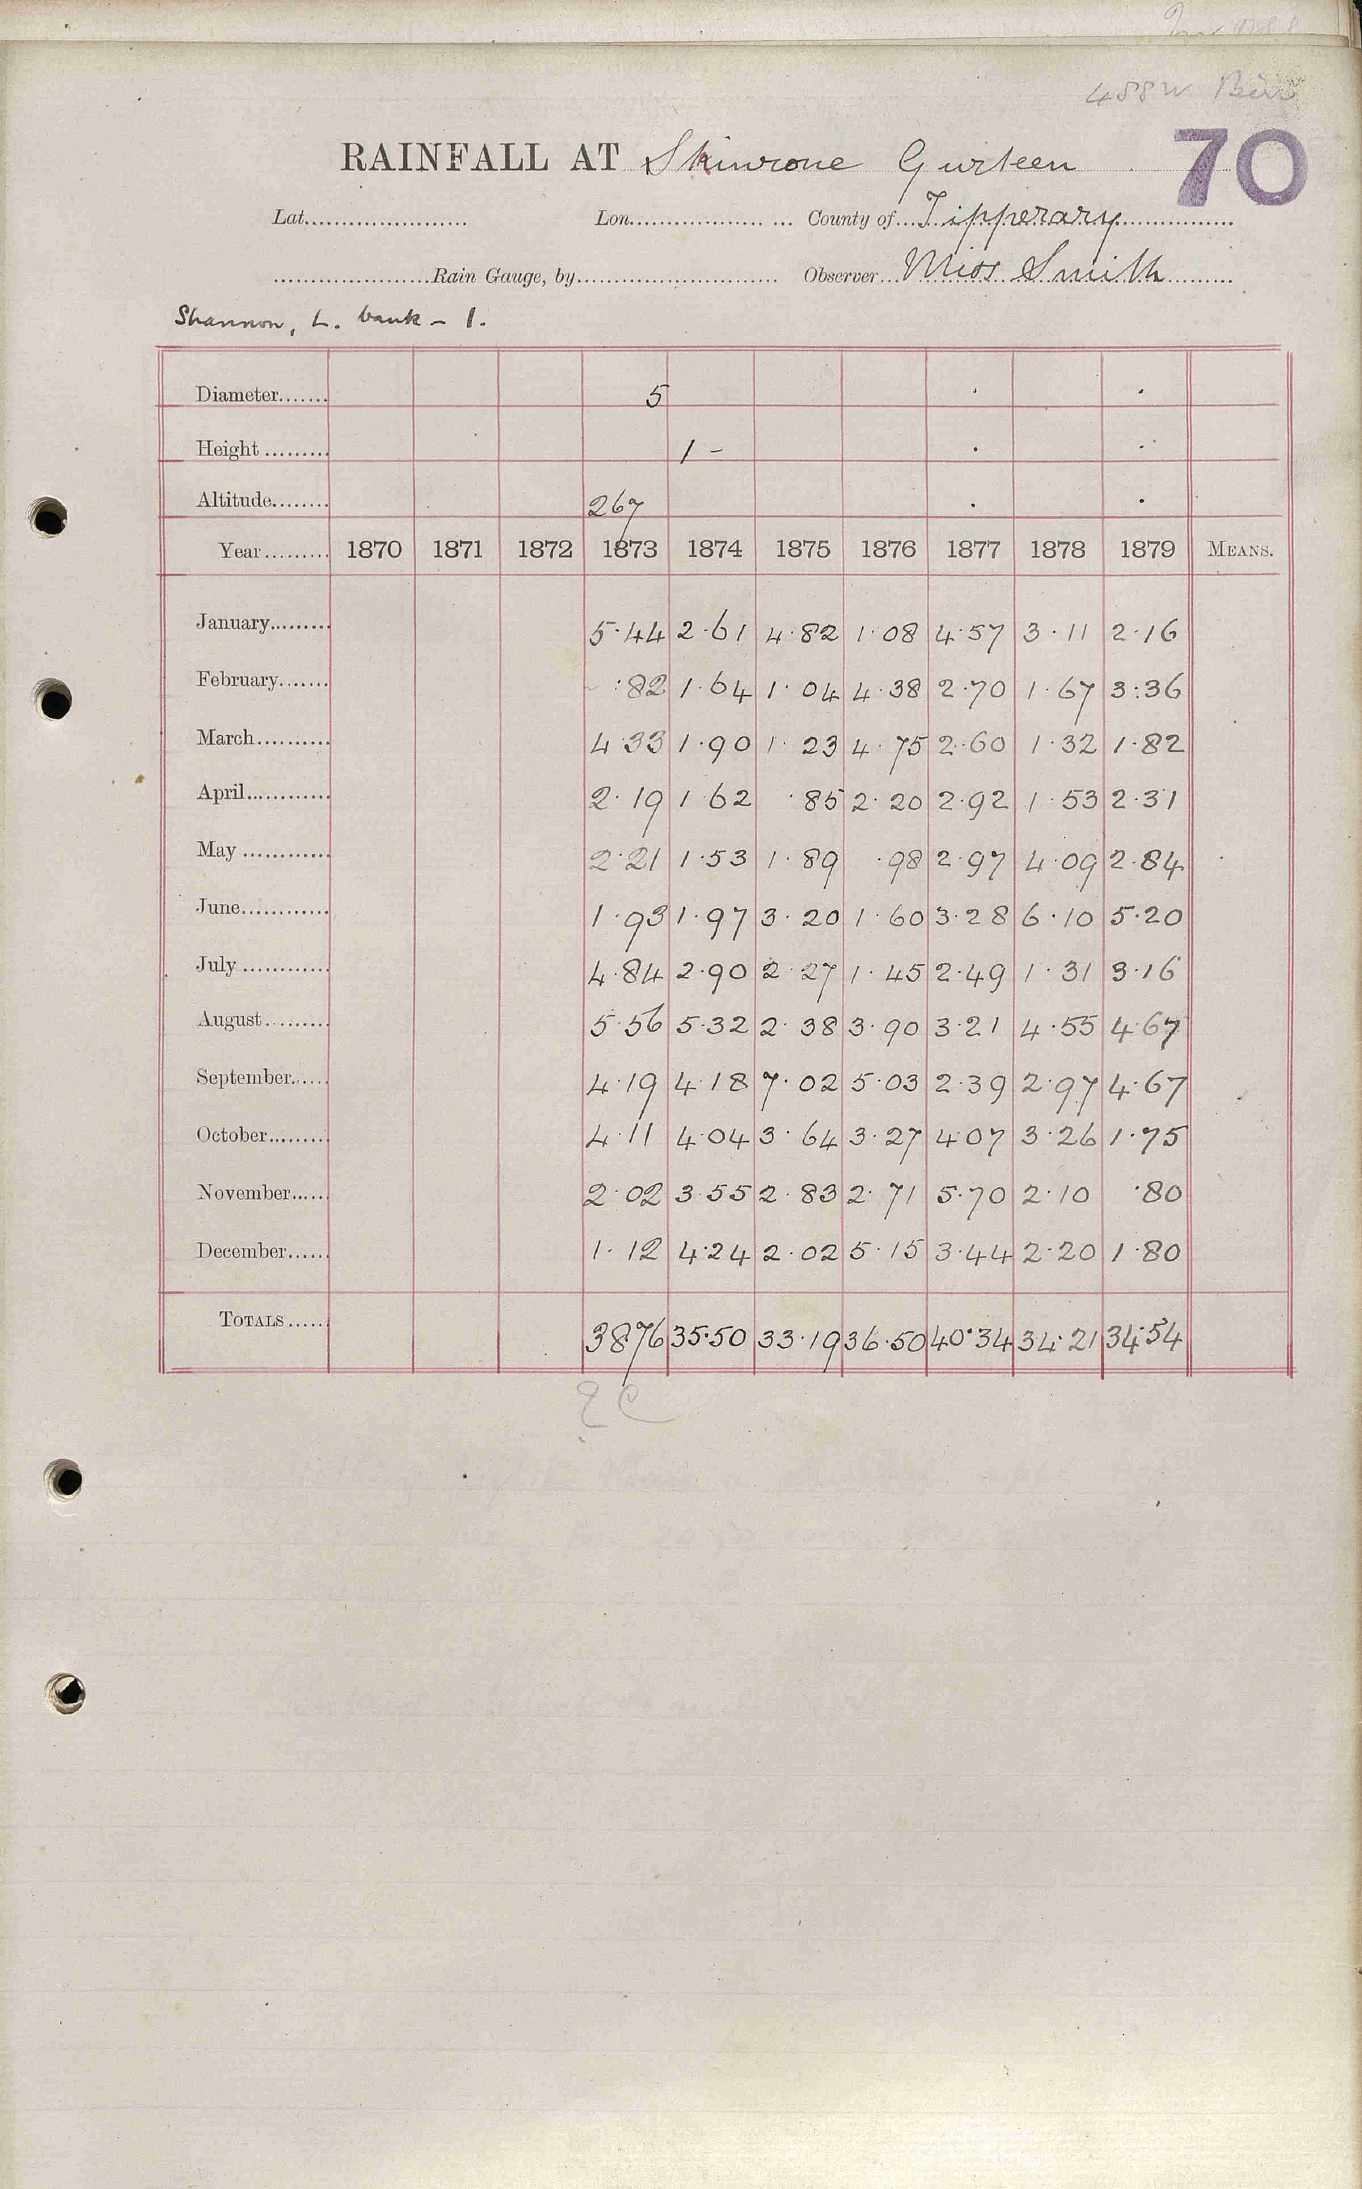 488W Birr
70
RAINFALL AT Shinrone Gurteen
Lat. Lon. County of Tipperary
Rain Gauge, by Observer Miss Smith
Shannon, L. bank - 1.
Diameter 5
Height 1 -
Altitude 267
Year 1870 1871 1872 1873 1874 1875 1876 1877 1878 1879 MEANS.
January 5.44 2.61 4.82 1.08 4.57 3.11 2.16
February .82 1.64 1.04 4.38 2.70 1.67 3.36
March 4.33 1.90 1.23 4.75 2.60 1.32 1.82
April 2.19 1.62 .85 2.20 2.92 1.53 2.31
May 2.21 1.53 1.89 .98 2.97 4.09 2.84
June 1.93 1.97 3.20 1.60 3.28 6.10 5.20
July 4.84 2.90 2.27 1.45 2.49 1.31 3.16
August 5.56 5.32 2.38 3.90 3.21 4.55 4.67
September 4.19 4.18 7.02 5.03 2.39 2.97 4.67
October 4.11 4.04 3.64 3.27 4.07 3.26 1.75
November 2.02 3.55 2.83 2.71 5.70 2.10 .80
December 1.12 4.24 2.02 5.15 3.44 2.20 1.80
TOTALS 38.76 35.50 33.19 36.50 40.34 34.21 34.54